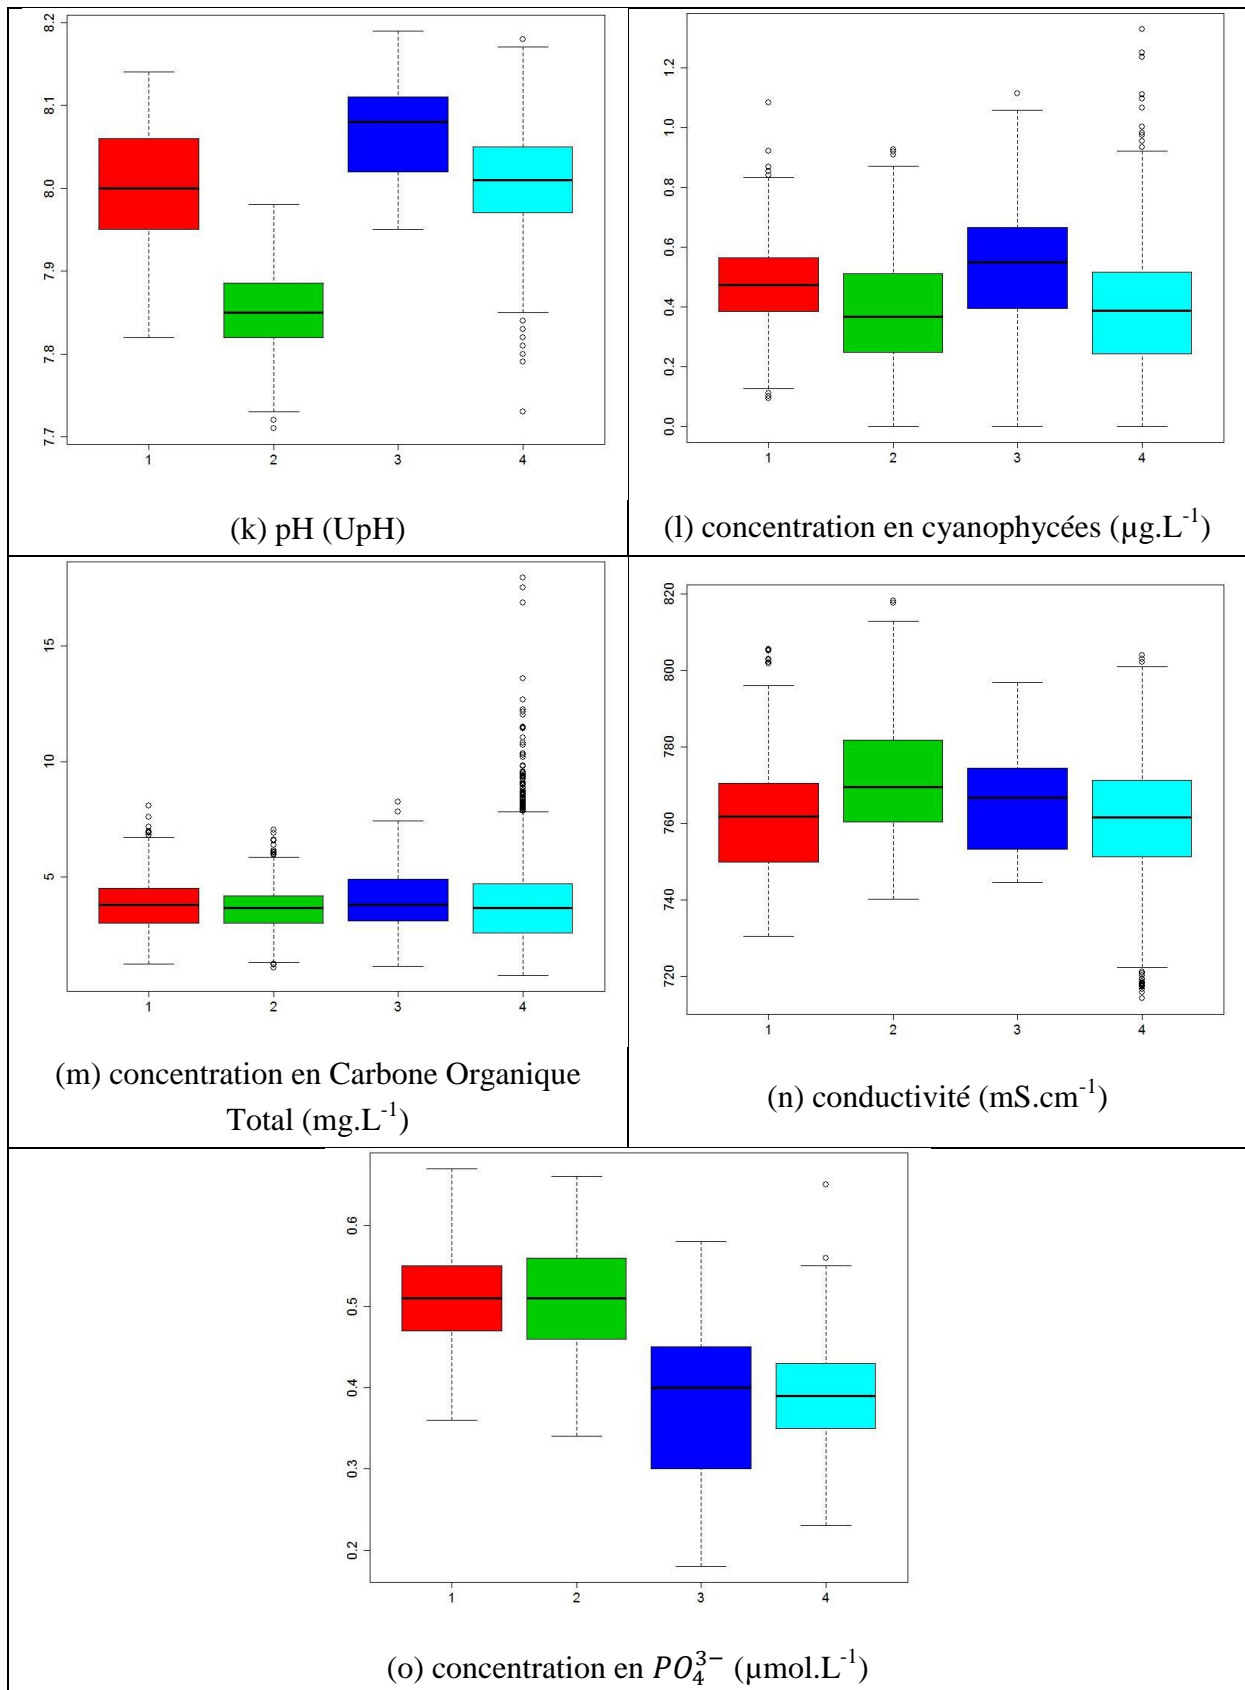 8.2
8.1
8.0
7.9
7.8
7.7
1 2 3 4
(k) pH (UpH)
1.2
1.0
0.8
0.6
0.4
0.2
0.0
1 2 3 4
(l) concentration en cyanophycées (µg.L⁻¹)
15
10
5
1 2 3 4
(m) concentration en Carbone Organique
Total (mg.L⁻¹)
820
800
780
760
740
720
1 2 3 4
(n) conductivité (mS.cm⁻¹)
0.6
0.5
0.4
0.3
0.2
1 2 3 4
(o) concentration en PO₄³⁻ (µmol.L⁻¹)